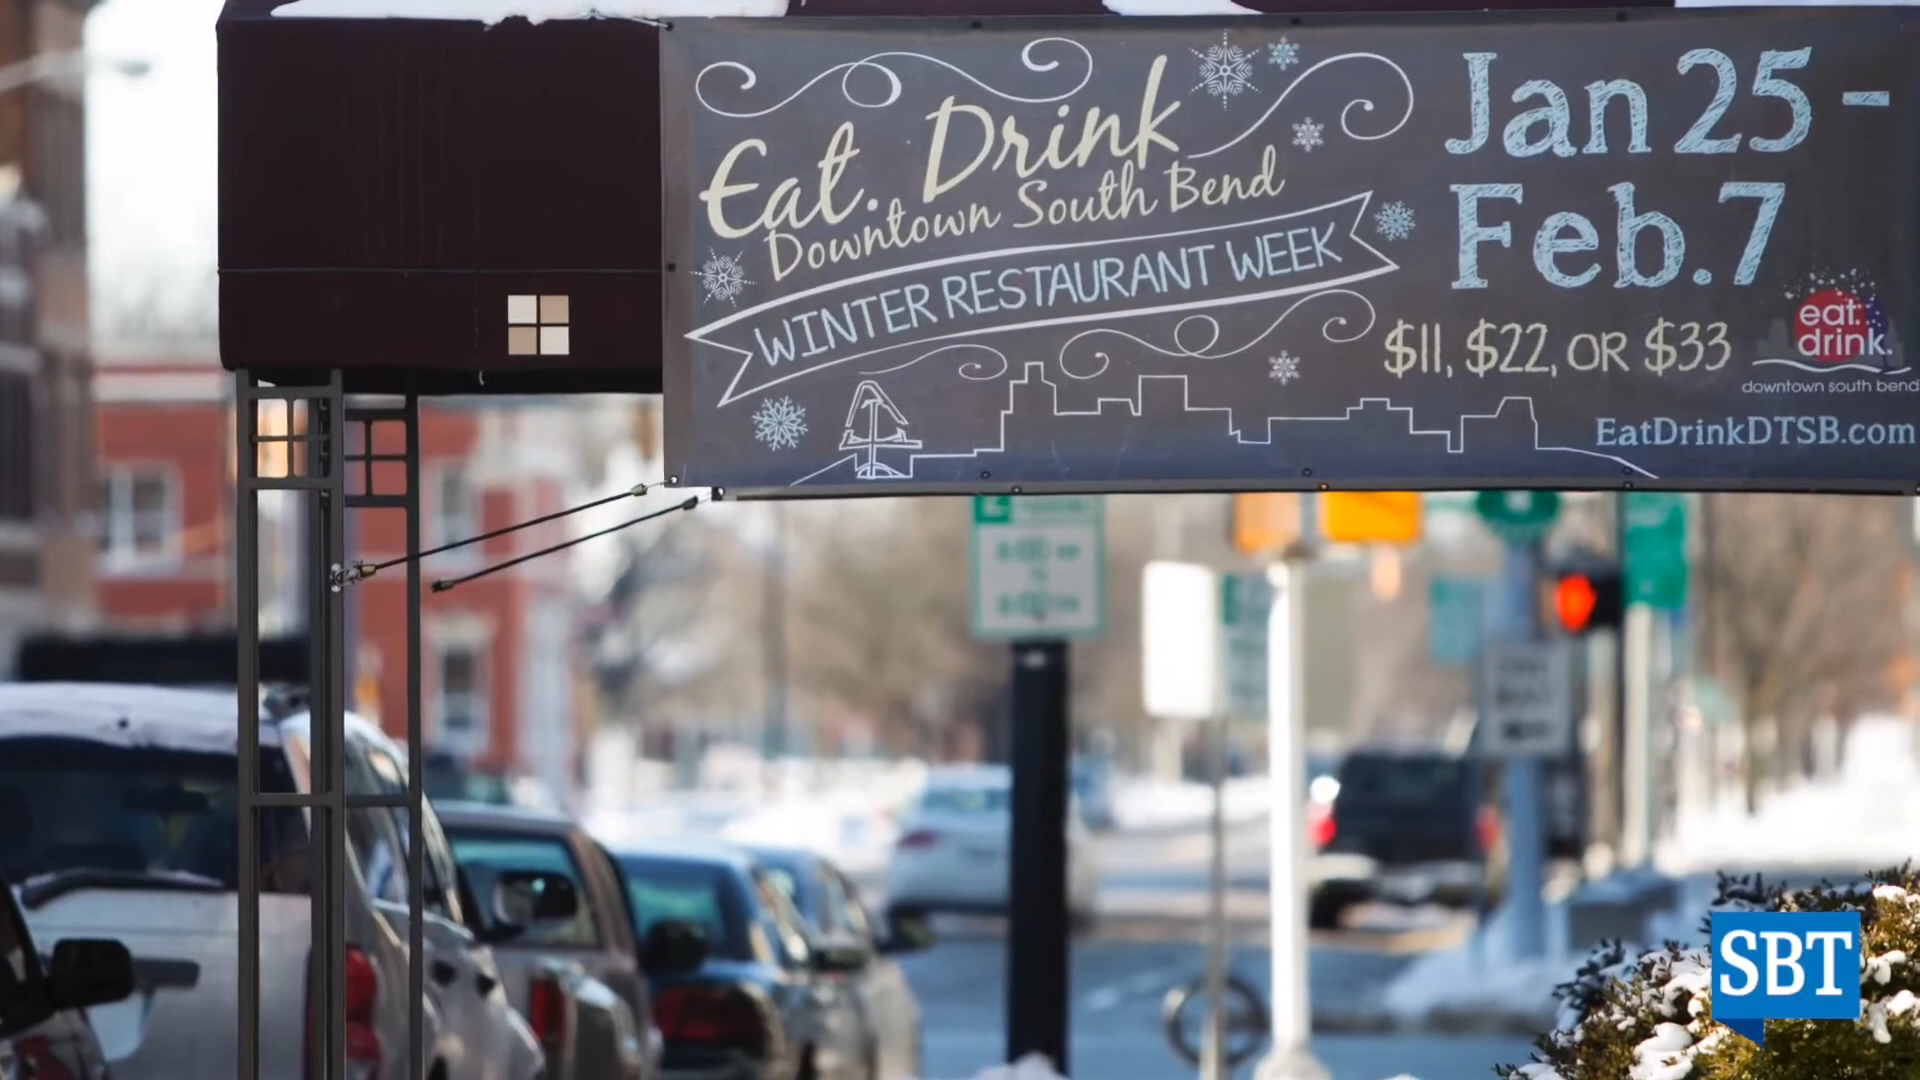 Eat. Drink
Downtown South Bend
WINTER RESTAURANT WEEK
Jan 25 -
Feb. 7
$11, $22, OR $33
eat.
drink.
downtown south bend
EatDrinkDTSB.com
SBT